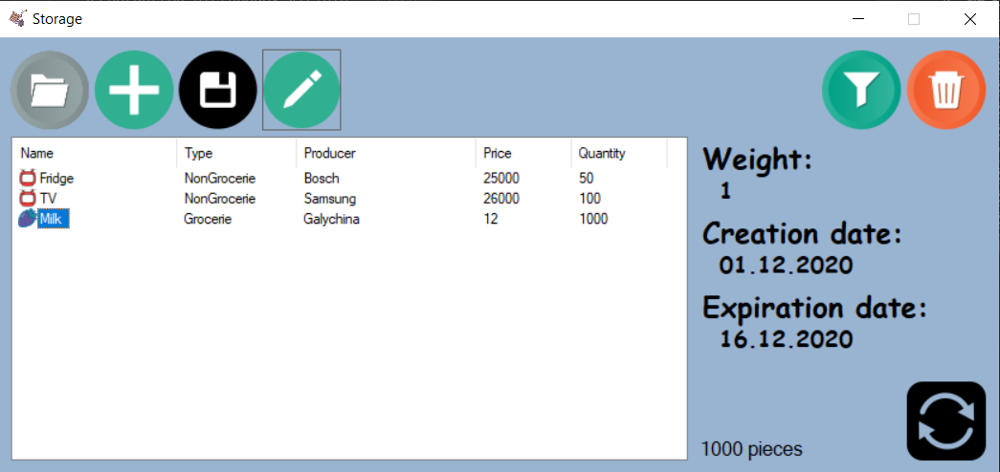 Storage
Name Type Producer Price Quantity
Fridge NonGrocerie Bosch 25000 50
TV NonGrocerie Samsung 26000 100
Milk Grocerie Galychina 12 1000
Weight:
1
Creation date:
01.12.2020
Expiration date:
16.12.2020
1000 pieces